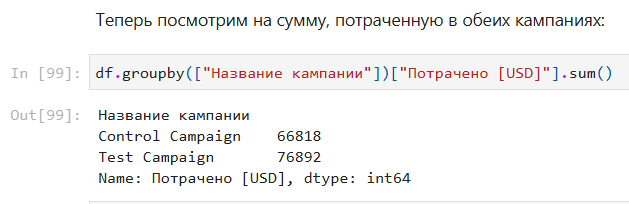 Теперь посмотрим на сумму, потраченную в обеих кампаниях:
In [99]: df.groupby(["Название кампании"])["Потрачено [USD]"].sum()
Out[99]: Название кампании
Control Campaign    66818
Test Campaign       76892
Name: Потрачено [USD], dtype: int64